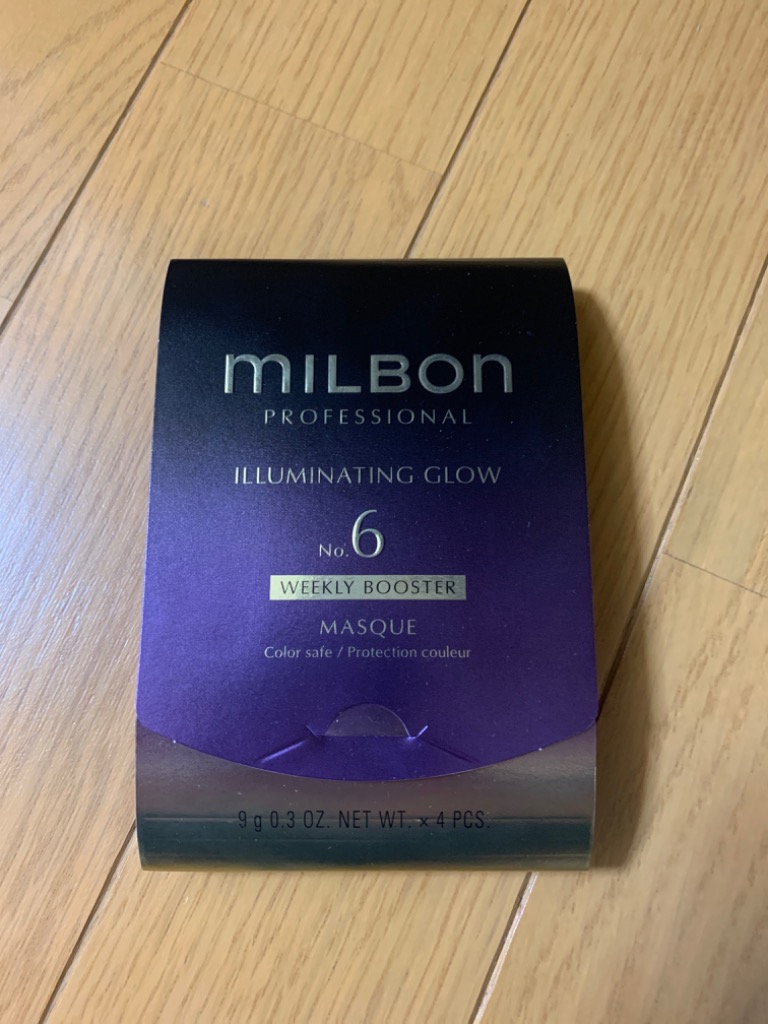 MILBON
PROFESSIONAL
ILLUMINATING GLOW
No.6
WEEKLY BOOSTER
MASQUE
Color safe / Protection couleur
9 g 0.3 OZ. NET WT. × 4 PCS.